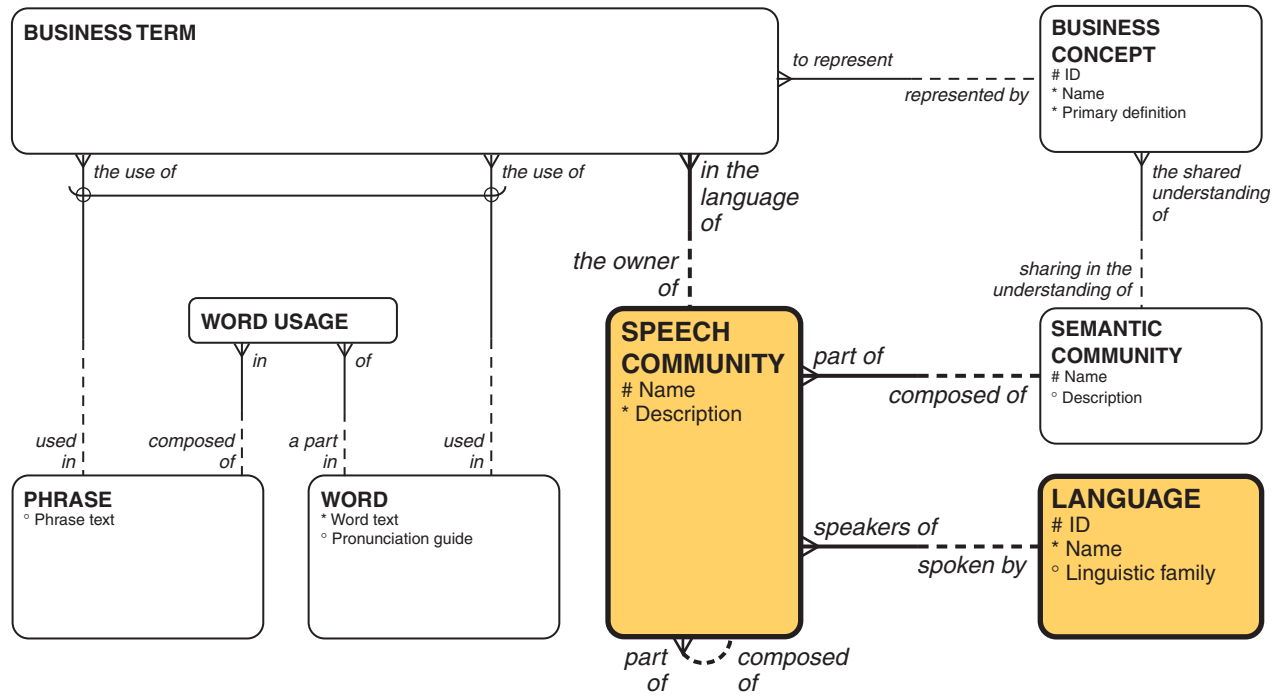 BUSINESS TERM
to represent
represented by
BUSINESS
CONCEPT
# ID
* Name
* Primary definition
the use of
the use of
in the
language
of
the shared
understanding
of
the owner
of
sharing in the
understanding of
WORD USAGE
in
of
SPEECH
COMMUNITY
# Name
* Description
part of
composed of
SEMANTIC
COMMUNITY
# Name
° Description
used
in
composed
of
a part
in
used
in
PHRASE
° Phrase text
WORD
* Word text
° Pronunciation guide
speakers of
spoken by
LANGUAGE
# ID
* Name
° Linguistic family
part
of
composed
of